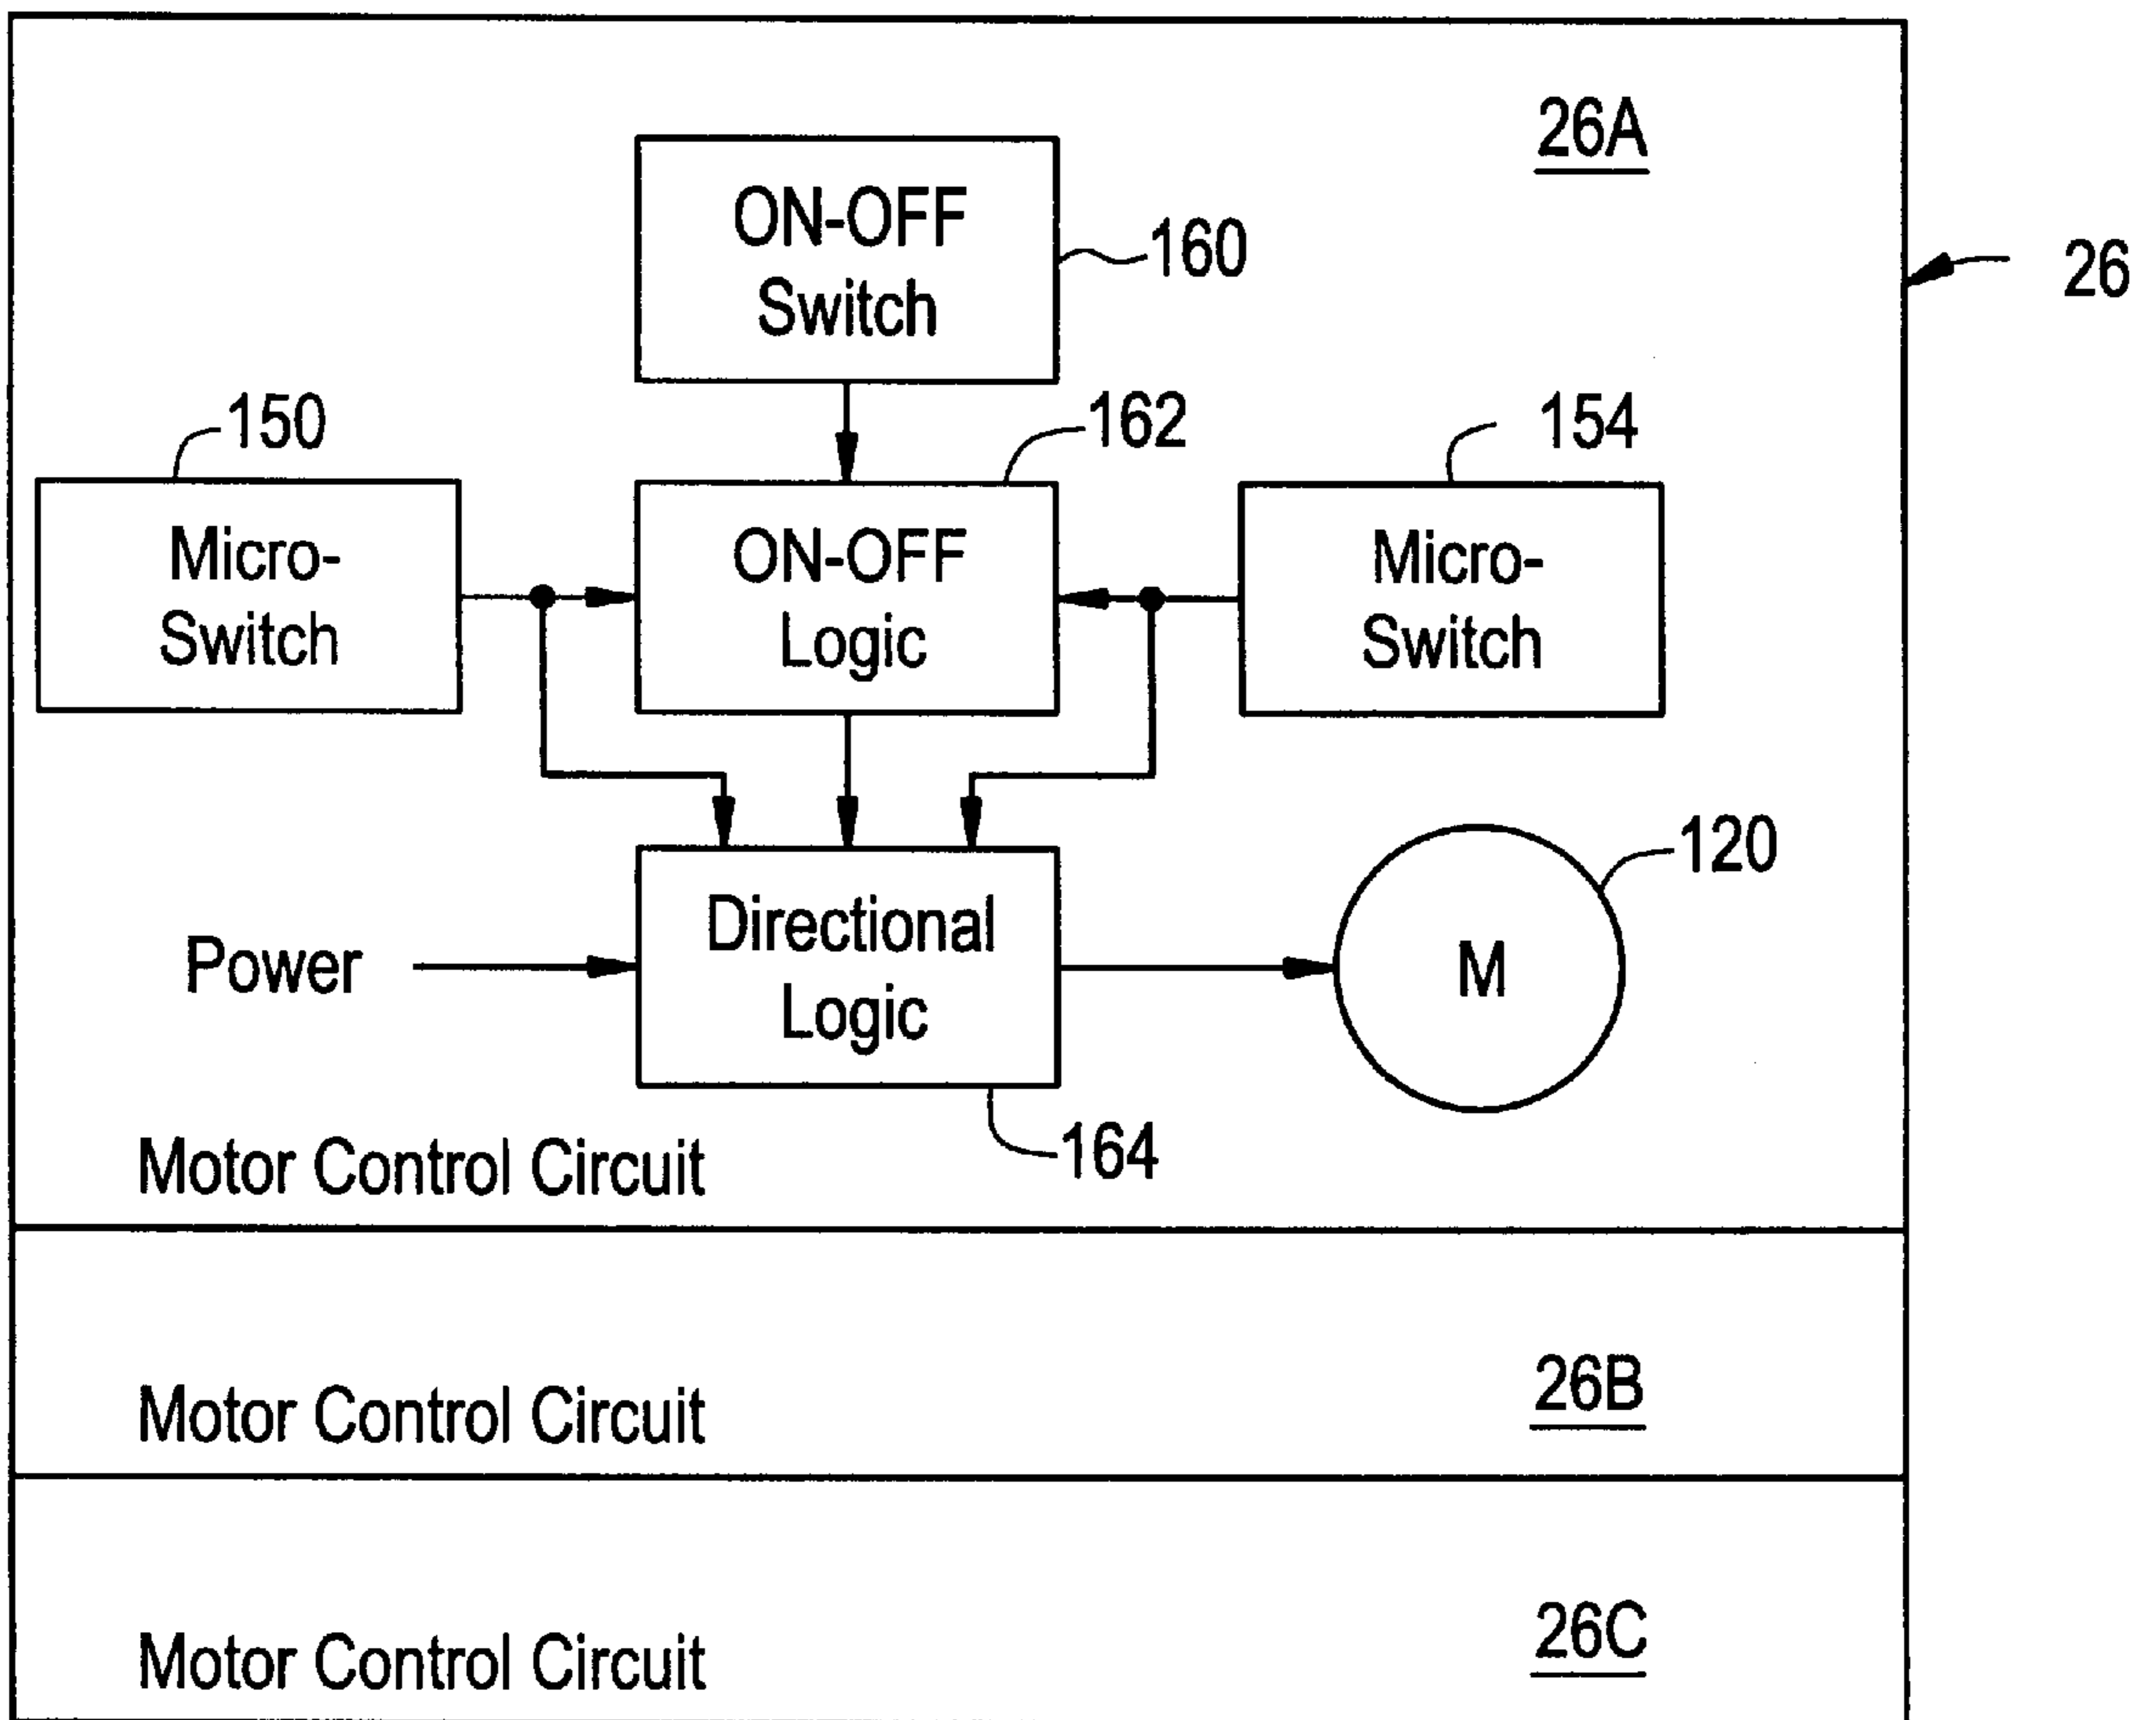 26A
ON-OFF
Switch
160
26
150
162
154
Micro-
Switch
ON-OFF
Logic
Micro-
Switch
120
Power
Directional
Logic
M
164
Motor Control Circuit
Motor Control Circuit
26B
Motor Control Circuit
26C